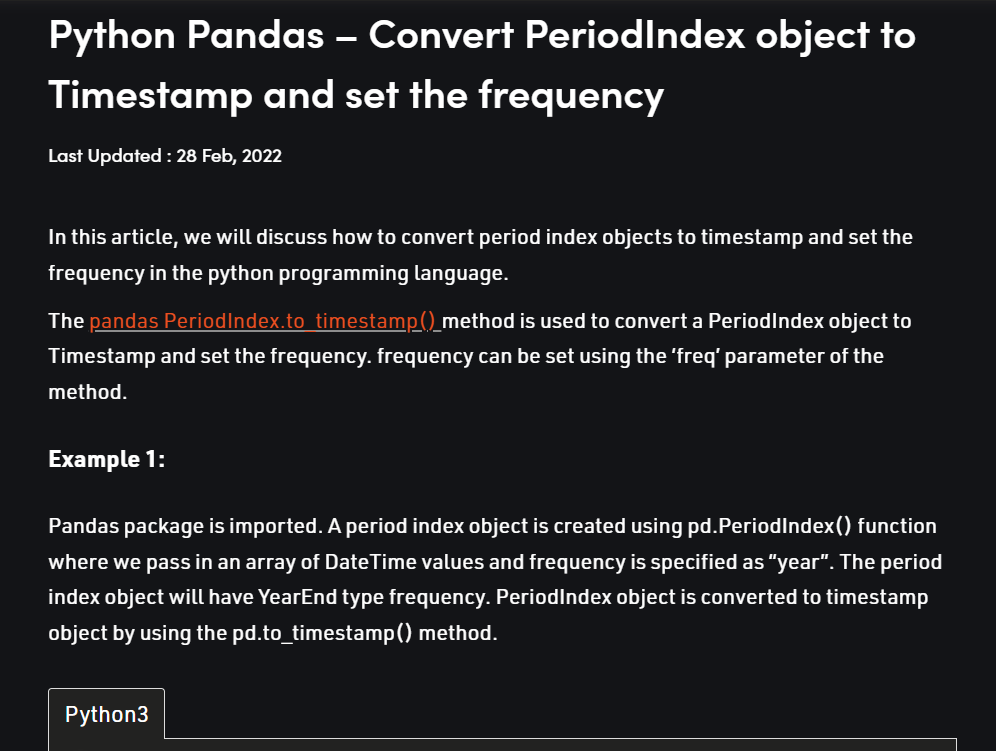 Python Pandas – Convert PeriodIndex object to
Timestamp and set the frequency
Last Updated : 28 Feb, 2022
In this article, we will discuss how to convert period index objects to timestamp and set the
frequency in the python programming language.
The pandas PeriodIndex.to_timestamp() method is used to convert a PeriodIndex object to
Timestamp and set the frequency. frequency can be set using the ‘freq’ parameter of the
method.
Example 1:
Pandas package is imported. A period index object is created using pd.PeriodIndex() function
where we pass in an array of DateTime values and frequency is specified as “year”. The period
index object will have YearEnd type frequency. PeriodIndex object is converted to timestamp
object by using the pd.to_timestamp() method.
Python3